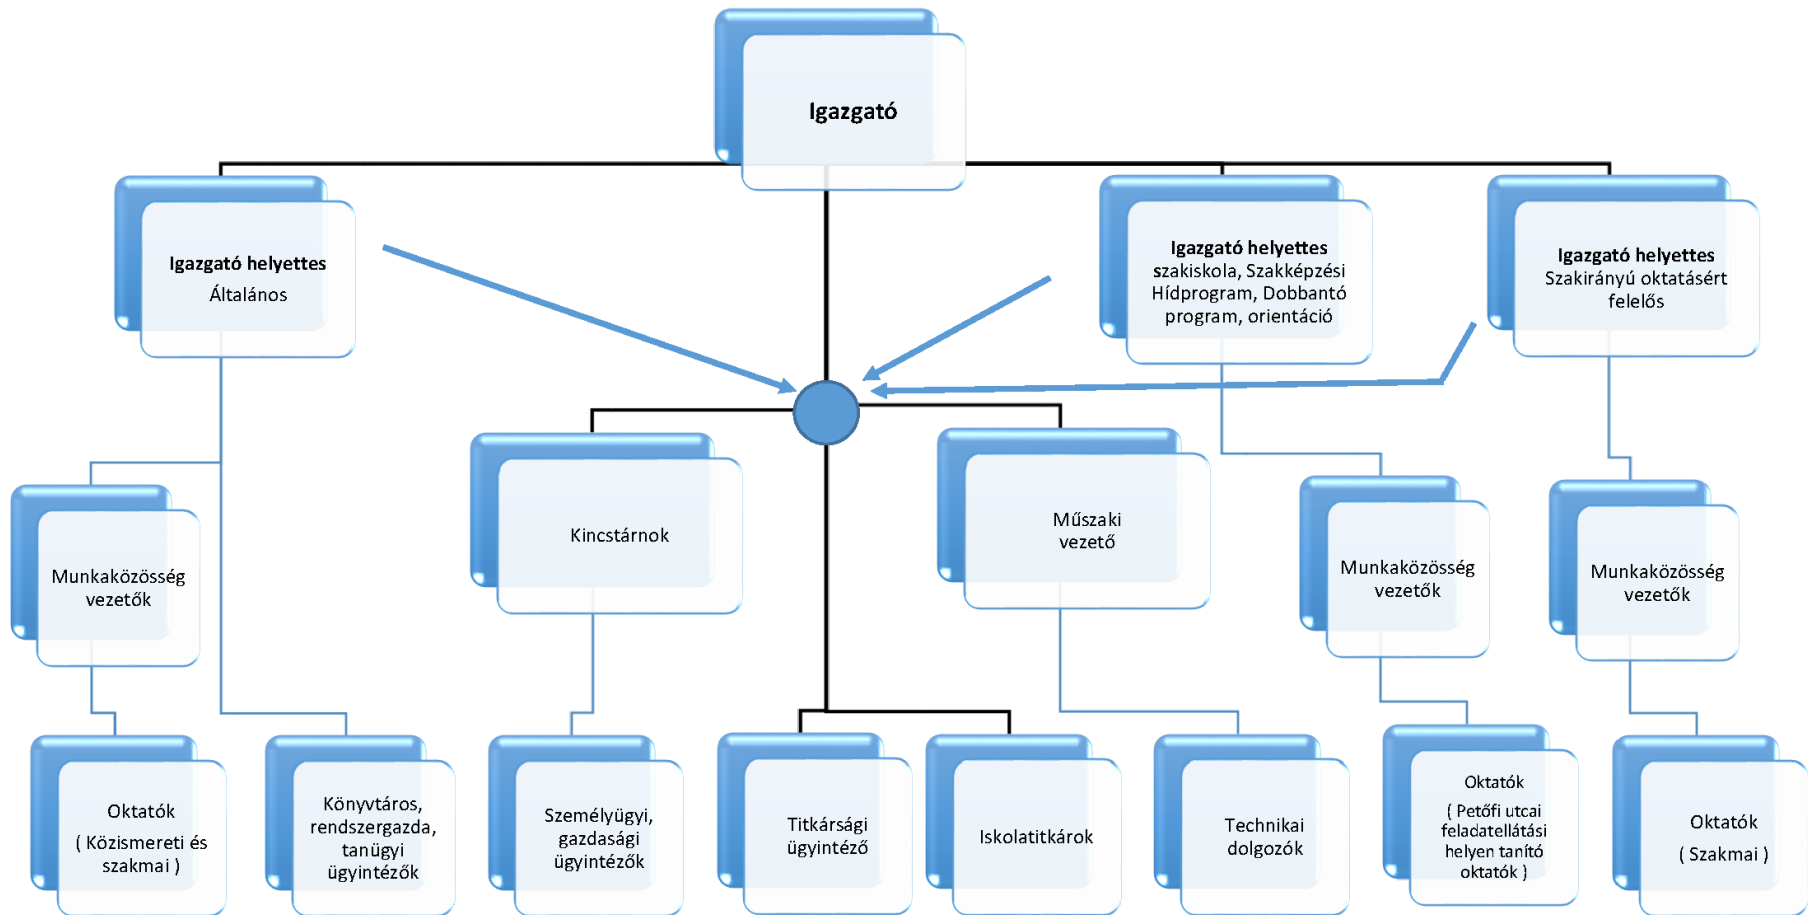 Igazgató
Igazgató helyettes
Általános
Igazgató helyettes
szakiskola, Szakképzési
Hídprogram, Dobbantó
program, orientáció
Igazgató helyettes
Szakirányú oktatásért
felelős
Munkaközösség
vezetők
Kincstárnok
Műszaki
vezető
Munkaközösség
vezetők
Munkaközösség
vezetők
Oktatók
( Közismereti és
szakmai )
Könyvtáros,
rendszergazda,
tanügyi
ügyintézők
Személyügyi,
gazdasági
ügyintézők
Titkársági
ügyintéző
Iskolatitkárok
Technikai
dolgozók
Oktatók
( Petőfi utcai
feladatellátási
helyen tanító
oktatók )
Oktatók
( Szakmai )